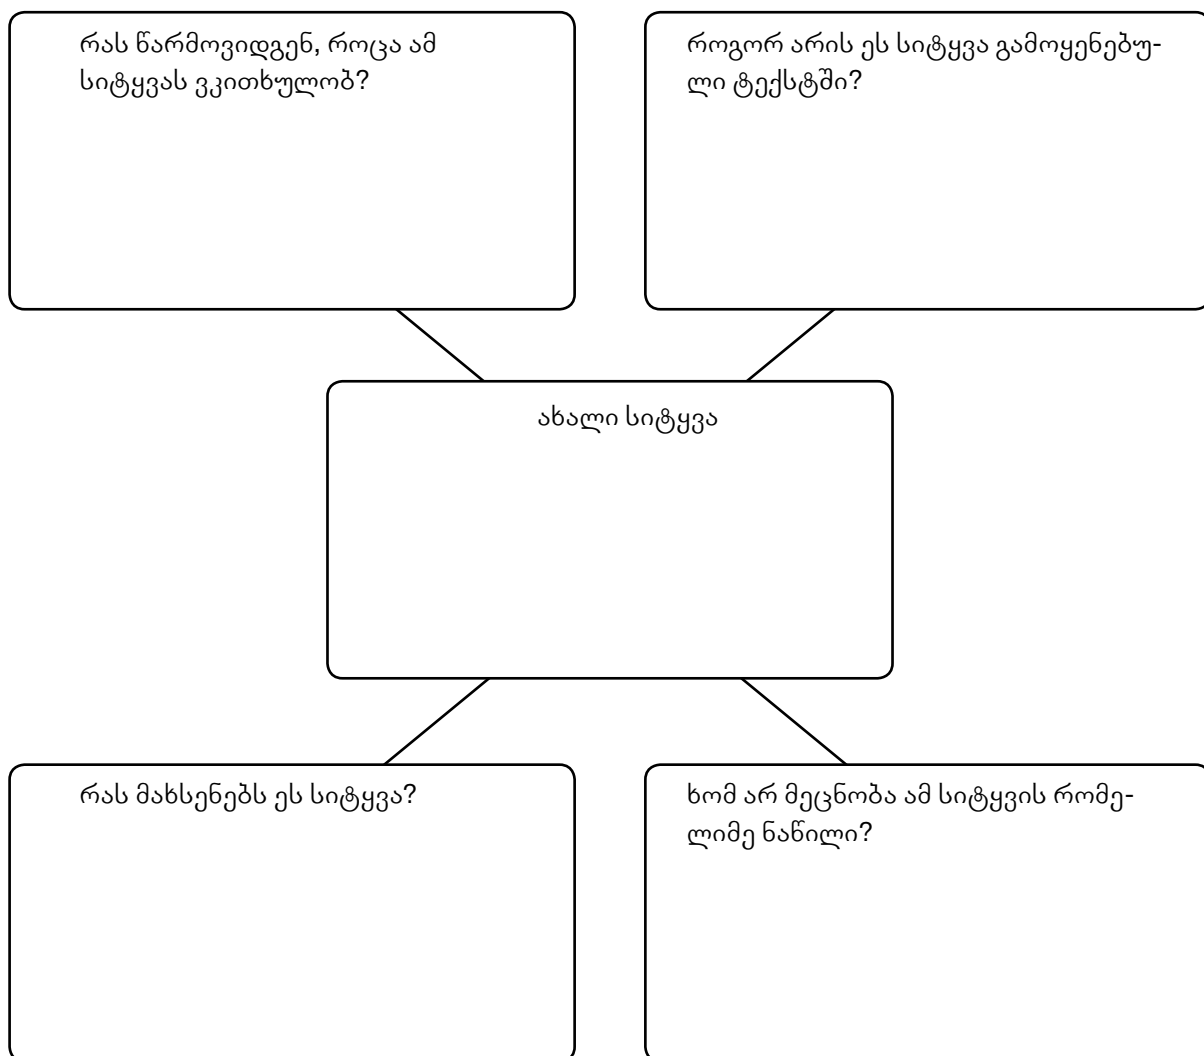 რას წარმოვიდგენ, როცა ამ
სიტყვას ვკითხულობ?
როგორ არის ეს სიტყვა გამოყენებუ-
ლი ტექსტში?
ახალი სიტყვა
რას მახსენებს ეს სიტყვა?
ხომ არ მეცნობა ამ სიტყვის რომე-
ლიმე ნაწილი?